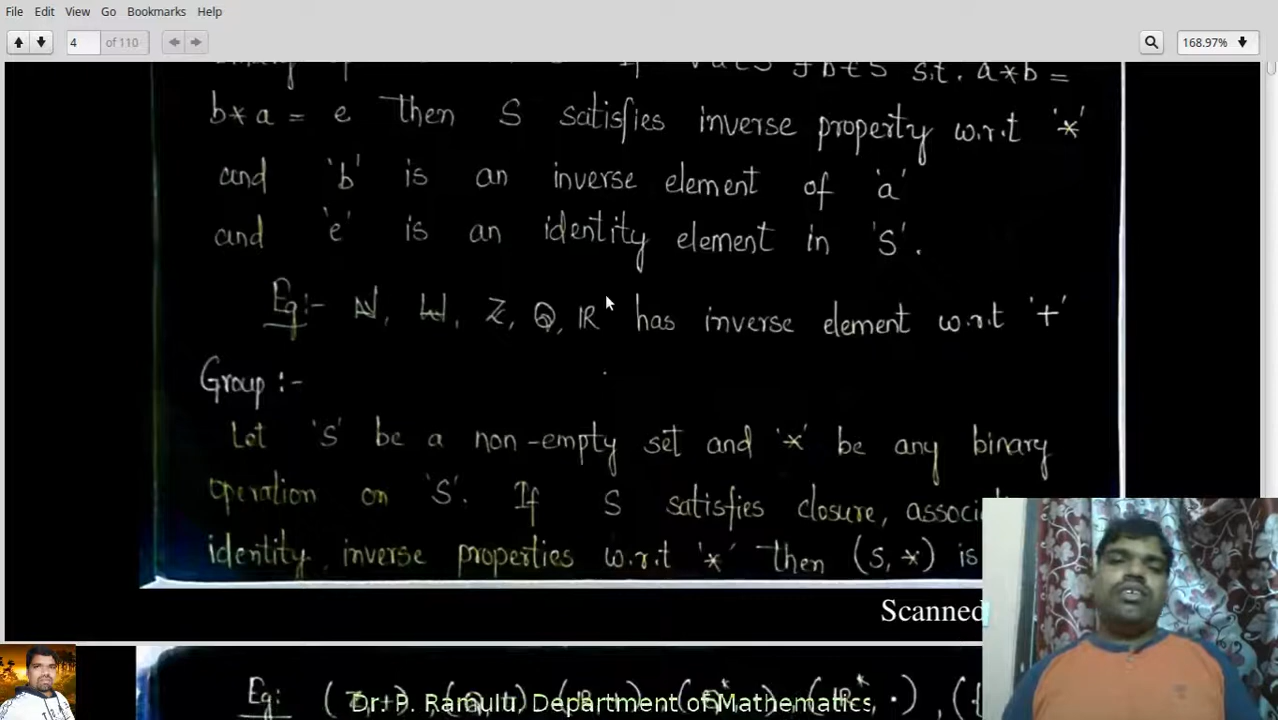 File Edit View Go Bookmarks Help
4 of 110 168.97%
s.t. a*b =
b*a = e then S satisfies inverse property w.r.t '*'
and 'b' is an inverse element of 'a'
and 'e' is an identity element in 'S'.
Eg:- N, W, Z, Q, IR has inverse element w.r.t '+'
Group :-
Let 'S' be a non-empty set and '*' be any binary
operation on 'S'. If S satisfies closure, associ
identity, inverse properties w.r.t '*' then (S, *) is
Scanned
Eg:
Dr. P. Ramulu, Department of Mathematics,